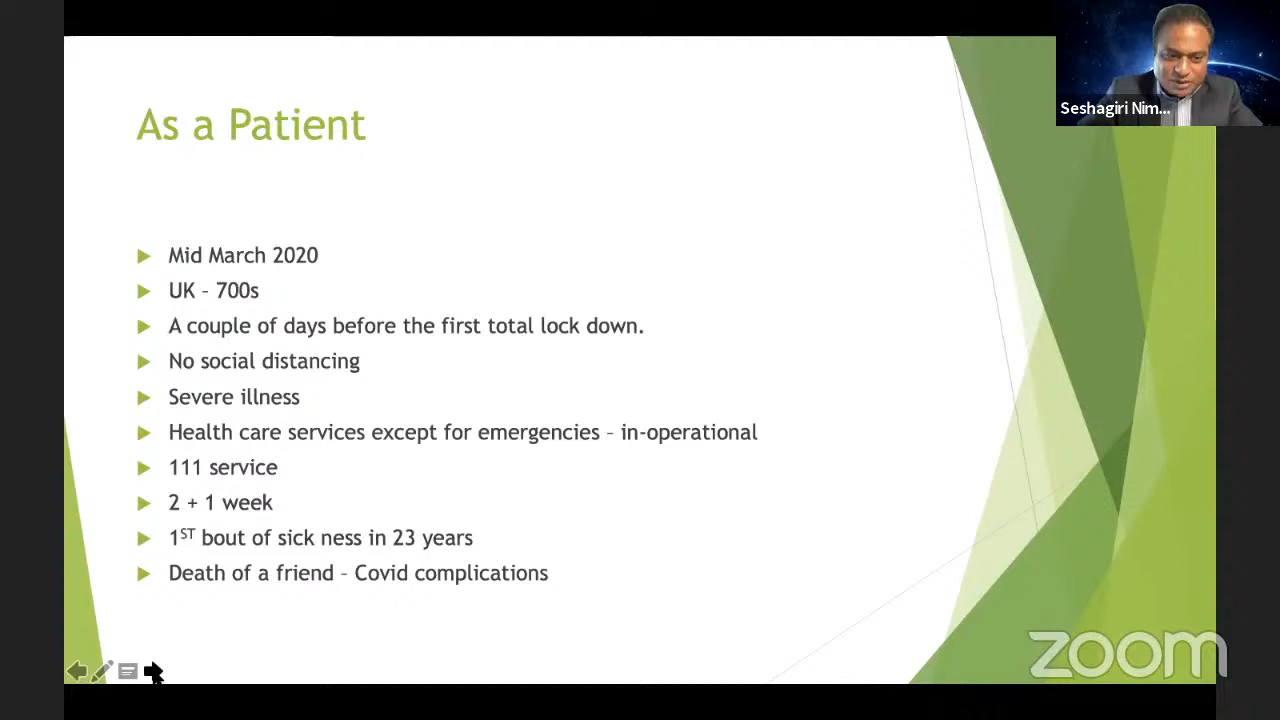 As a Patient
Seshagiri Nim...
Mid March 2020
UK – 700s
A couple of days before the first total lock down.
No social distancing
Severe illness
Health care services except for emergencies – in-operational
111 service
2 + 1 week
1ST bout of sick ness in 23 years
Death of a friend – Covid complications
zoom